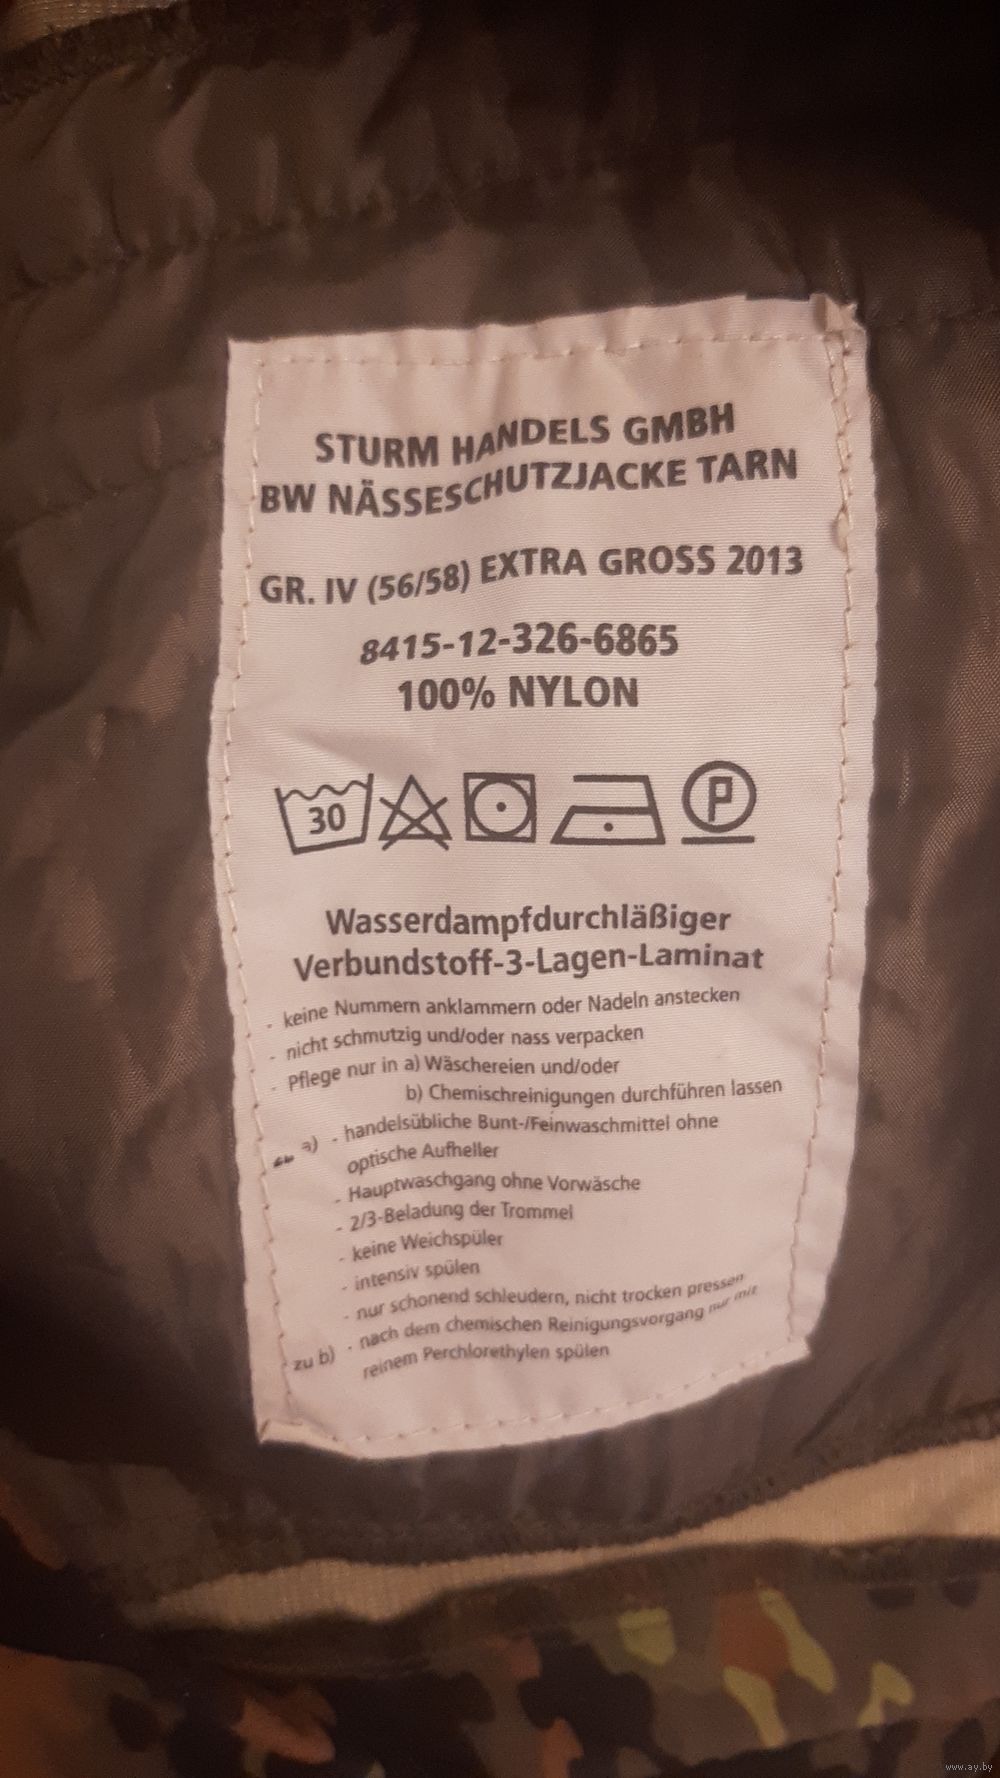 STURM HANDELS GMBH
BW NÄSSESCHUTZJACKE TARN
GR. IV (56/58) EXTRA GROSS 2013
8415-12-326-6865
100% NYLON
30 P
Wasserdampfdurchläßiger
Verbundstoff-3-Lagen-Laminat
- keine Nummern anklammern oder Nadeln anstecken
- nicht schmutzig und/oder nass verpacken
- Pflege nur in a) Wäschereien und/oder
b) Chemischreinigungen durchführen lassen
zu a) - handelsübliche Bunt-/Feinwaschmittel ohne
optische Aufheller
- Hauptwaschgang ohne Vorwäsche
- 2/3-Beladung der Trommel
- keine Weichspüler
- intensiv spülen
- nur schonend schleudern, nicht trocken pressen
zu b) - nach dem chemischen Reinigungsvorgang nur mit
reinem Perchlorethylen spülen
www.ay.by